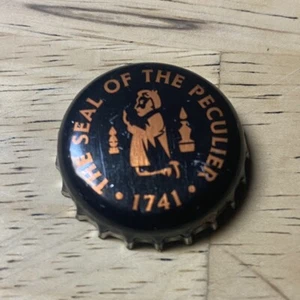 THE SEAL OF THE PECULIER
• 1741 •